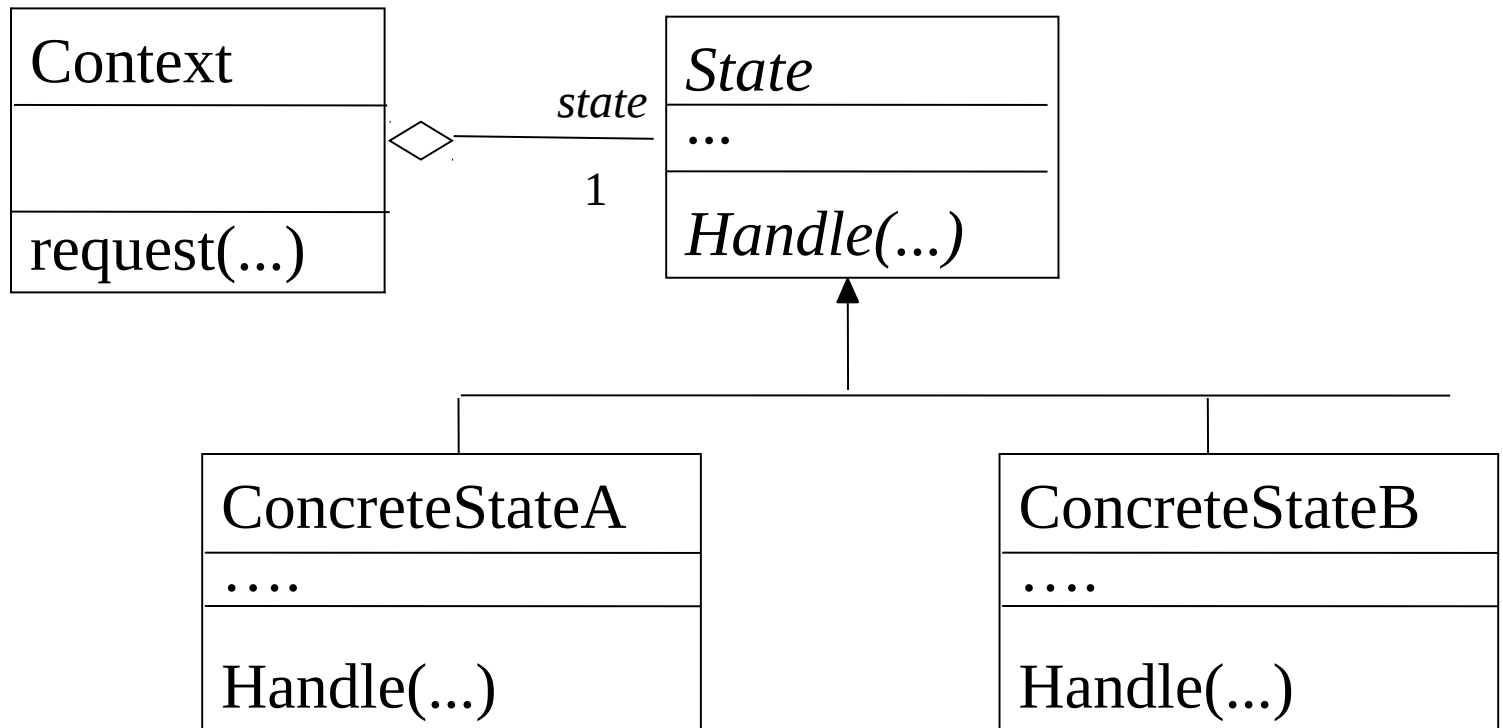 Context
State
state
...
1
request(...)
Handle(...)
ConcreteStateA
ConcreteStateB
....
....
Handle(...)
Handle(...)